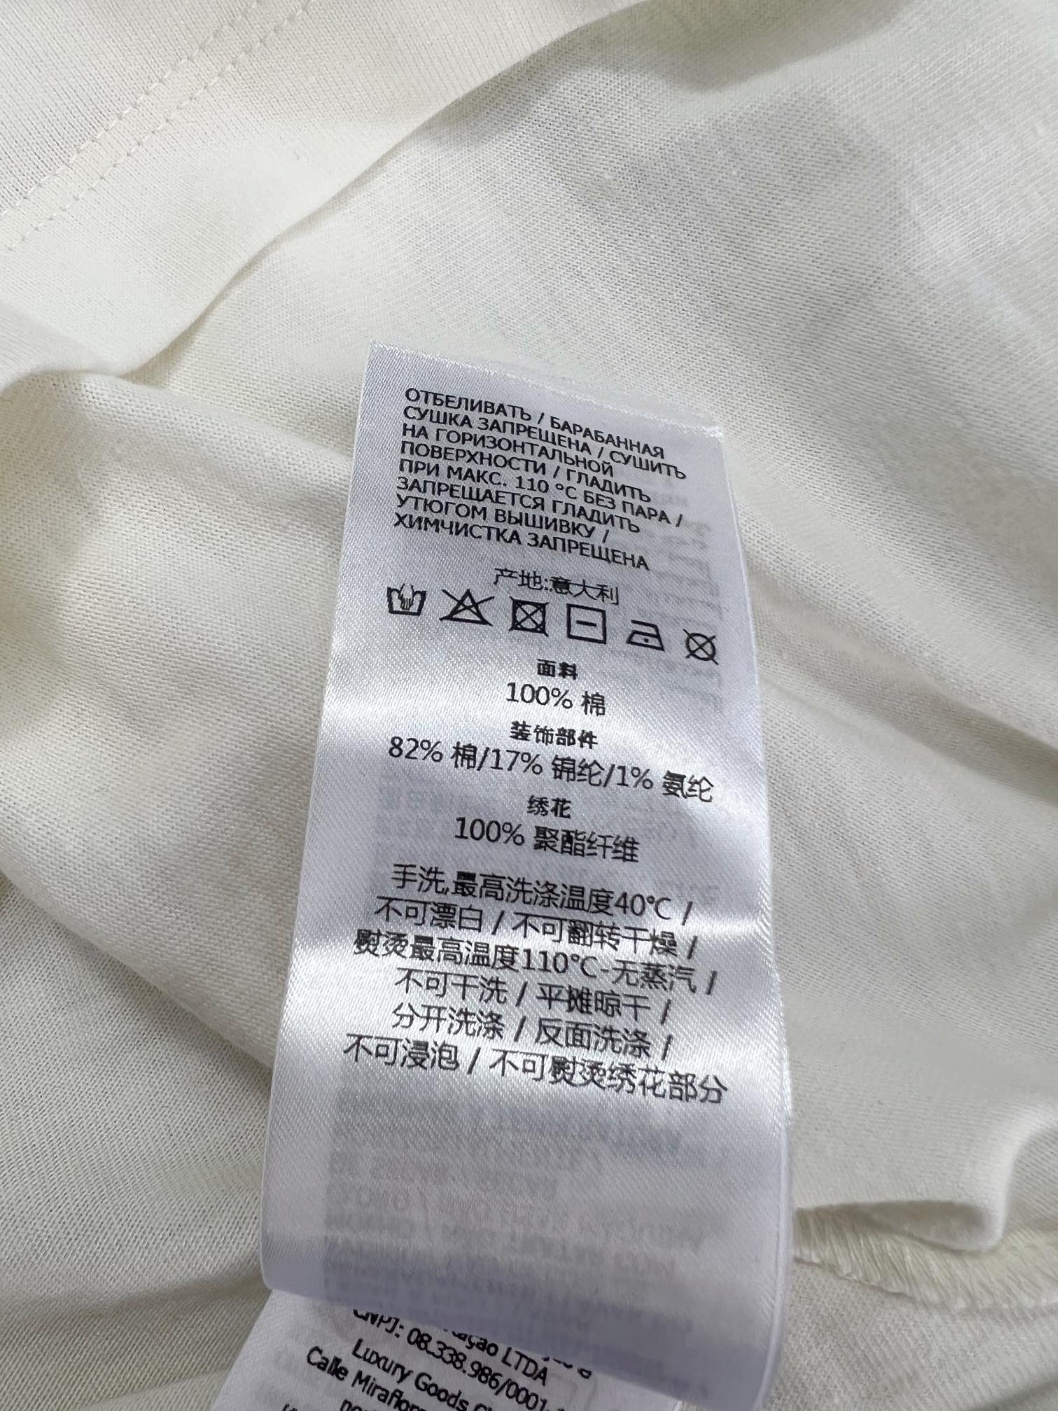 ОТБЕЛИВАТЬ / БАРАБАННАЯ
СУШКА ЗАПРЕЩЕНА / СУШИТЬ
НА ГОРИЗОНТАЛЬНОЙ
ПОВЕРХНОСТИ / ГЛАДИТЬ
ПРИ МАКС. 110 °C БЕЗ ПАРА /
ЗАПРЕЩАЕТСЯ ГЛАДИТЬ
УТЮГОМ ВЫШИВКУ /
ХИМЧИСТКА ЗАПРЕЩЕНА
产地:意大利
面料
100% 棉
装饰部件
82% 棉/17% 锦纶/1% 氨纶
绣花
100% 聚酯纤维
手洗,最高洗涤温度40℃ /
不可漂白 / 不可翻转干燥 /
熨烫最高温度110℃-无蒸汽 /
不可干洗 / 平摊晾干 /
分开洗涤 / 反面洗涤 /
不可浸泡 / 不可熨烫绣花部分
LTDA
CNPJ: 08.338.986/0001
Luxury Goods
Calle